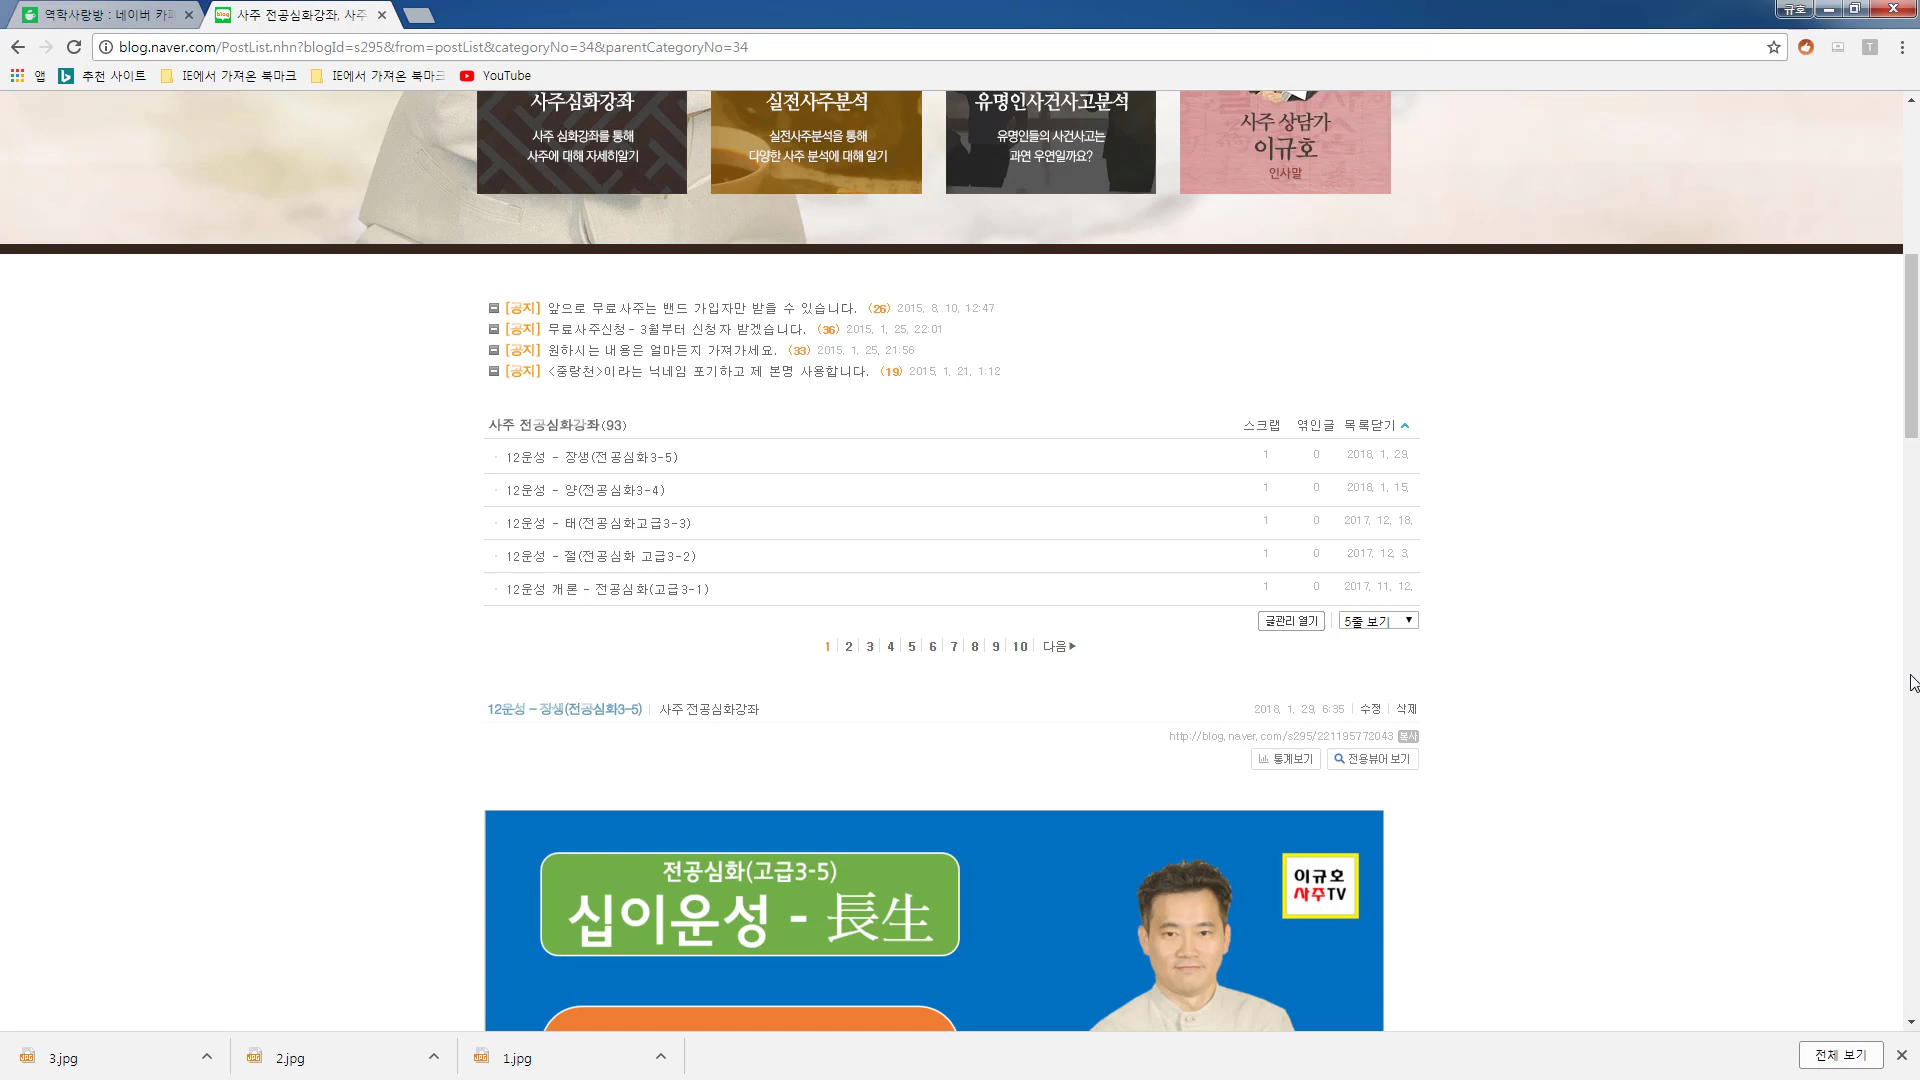 역학사랑방 : 네이버 카페
사주 전공심화강좌, 사주
규호
blog.naver.com/PostList.nhn?blogId=s295&from=postList&categoryNo=34&parentCategoryNo=34
앱
추천 사이트
IE에서 가져온 북마크
IE에서 가져온 북마크
YouTube
사주심화강좌
사주 심화강좌를 통해
사주에 대해 자세히알기
실전사주분석
실전사주분석을 통해
다양한 사주 분석에 대해 알기
유명인사건사고분석
유명인들의 사건사고는
과연 우연일까요?
사주 상담가
이규호
인사말
[공지] 앞으로 무료사주는 밴드 가입자만 받을 수 있습니다. (26) 2015. 8. 10. 12:47
[공지] 무료사주신청- 3월부터 신청자 받겠습니다. (36) 2015. 1. 25. 22:01
[공지] 원하시는 내용은 얼마든지 가져가세요. (33) 2015. 1. 25. 21:56
[공지] <중랑천>이라는 닉네임 포기하고 제 본명 사용합니다. (19) 2015. 1. 21. 1:12
사주 전공심화강좌(93) 스크랩 엮인글 목록닫기
12운성 - 장생(전공심화3-5) 1 0 2018. 1. 29.
12운성 - 양(전공심화3-4) 1 0 2018. 1. 15.
12운성 - 태(전공심화고급3-3) 1 0 2017. 12. 18.
12운성 - 절(전공심화 고급3-2) 1 0 2017. 12. 3.
12운성 개론 - 전공심화(고급3-1) 1 0 2017. 11. 12.
글관리 열기 5줄 보기
1 2 3 4 5 6 7 8 9 10 다음
12운성 - 장생(전공심화3-5) 사주 전공심화강좌 2018. 1. 29. 6:35 수정 삭제
http://blog.naver.com/s295/221195772043 복사
통계보기 전용뷰어 보기
전공심화(고급3-5)
십이운성 - 長生
이규호
사주TV
3.jpg
2.jpg
1.jpg
전체 보기